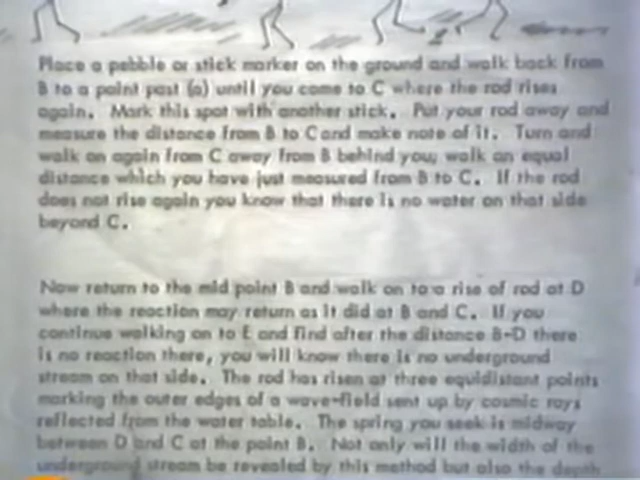 Place a pebble or stick marker on the ground and walk back from
B to a point past (a) until you come to C where the rod rises
again. Mark this spot with another stick. Put your rod away and
measure the distance from B to C and make note of it. Turn and
walk on again from C away from B behind you; walk an equal
distance which you have just measured from B to C. If the rod
does not rise again you know that there is no water on that side
beyond C.
Now return to the mid point B and walk on to a rise of rod at D
where the reaction may return as it did at B and C. If you
continue walking on to E and find after the distance B-D there
is no reaction there, you will know there is no underground
stream on that side. The rod has risen at three equidistant points
marking the outer edges of a wave-field sent up by cosmic rays
reflected from the water table. The spring you seek is midway
between D and C at the point B. Not only will the width of the
underground stream be revealed by this method but also the depth